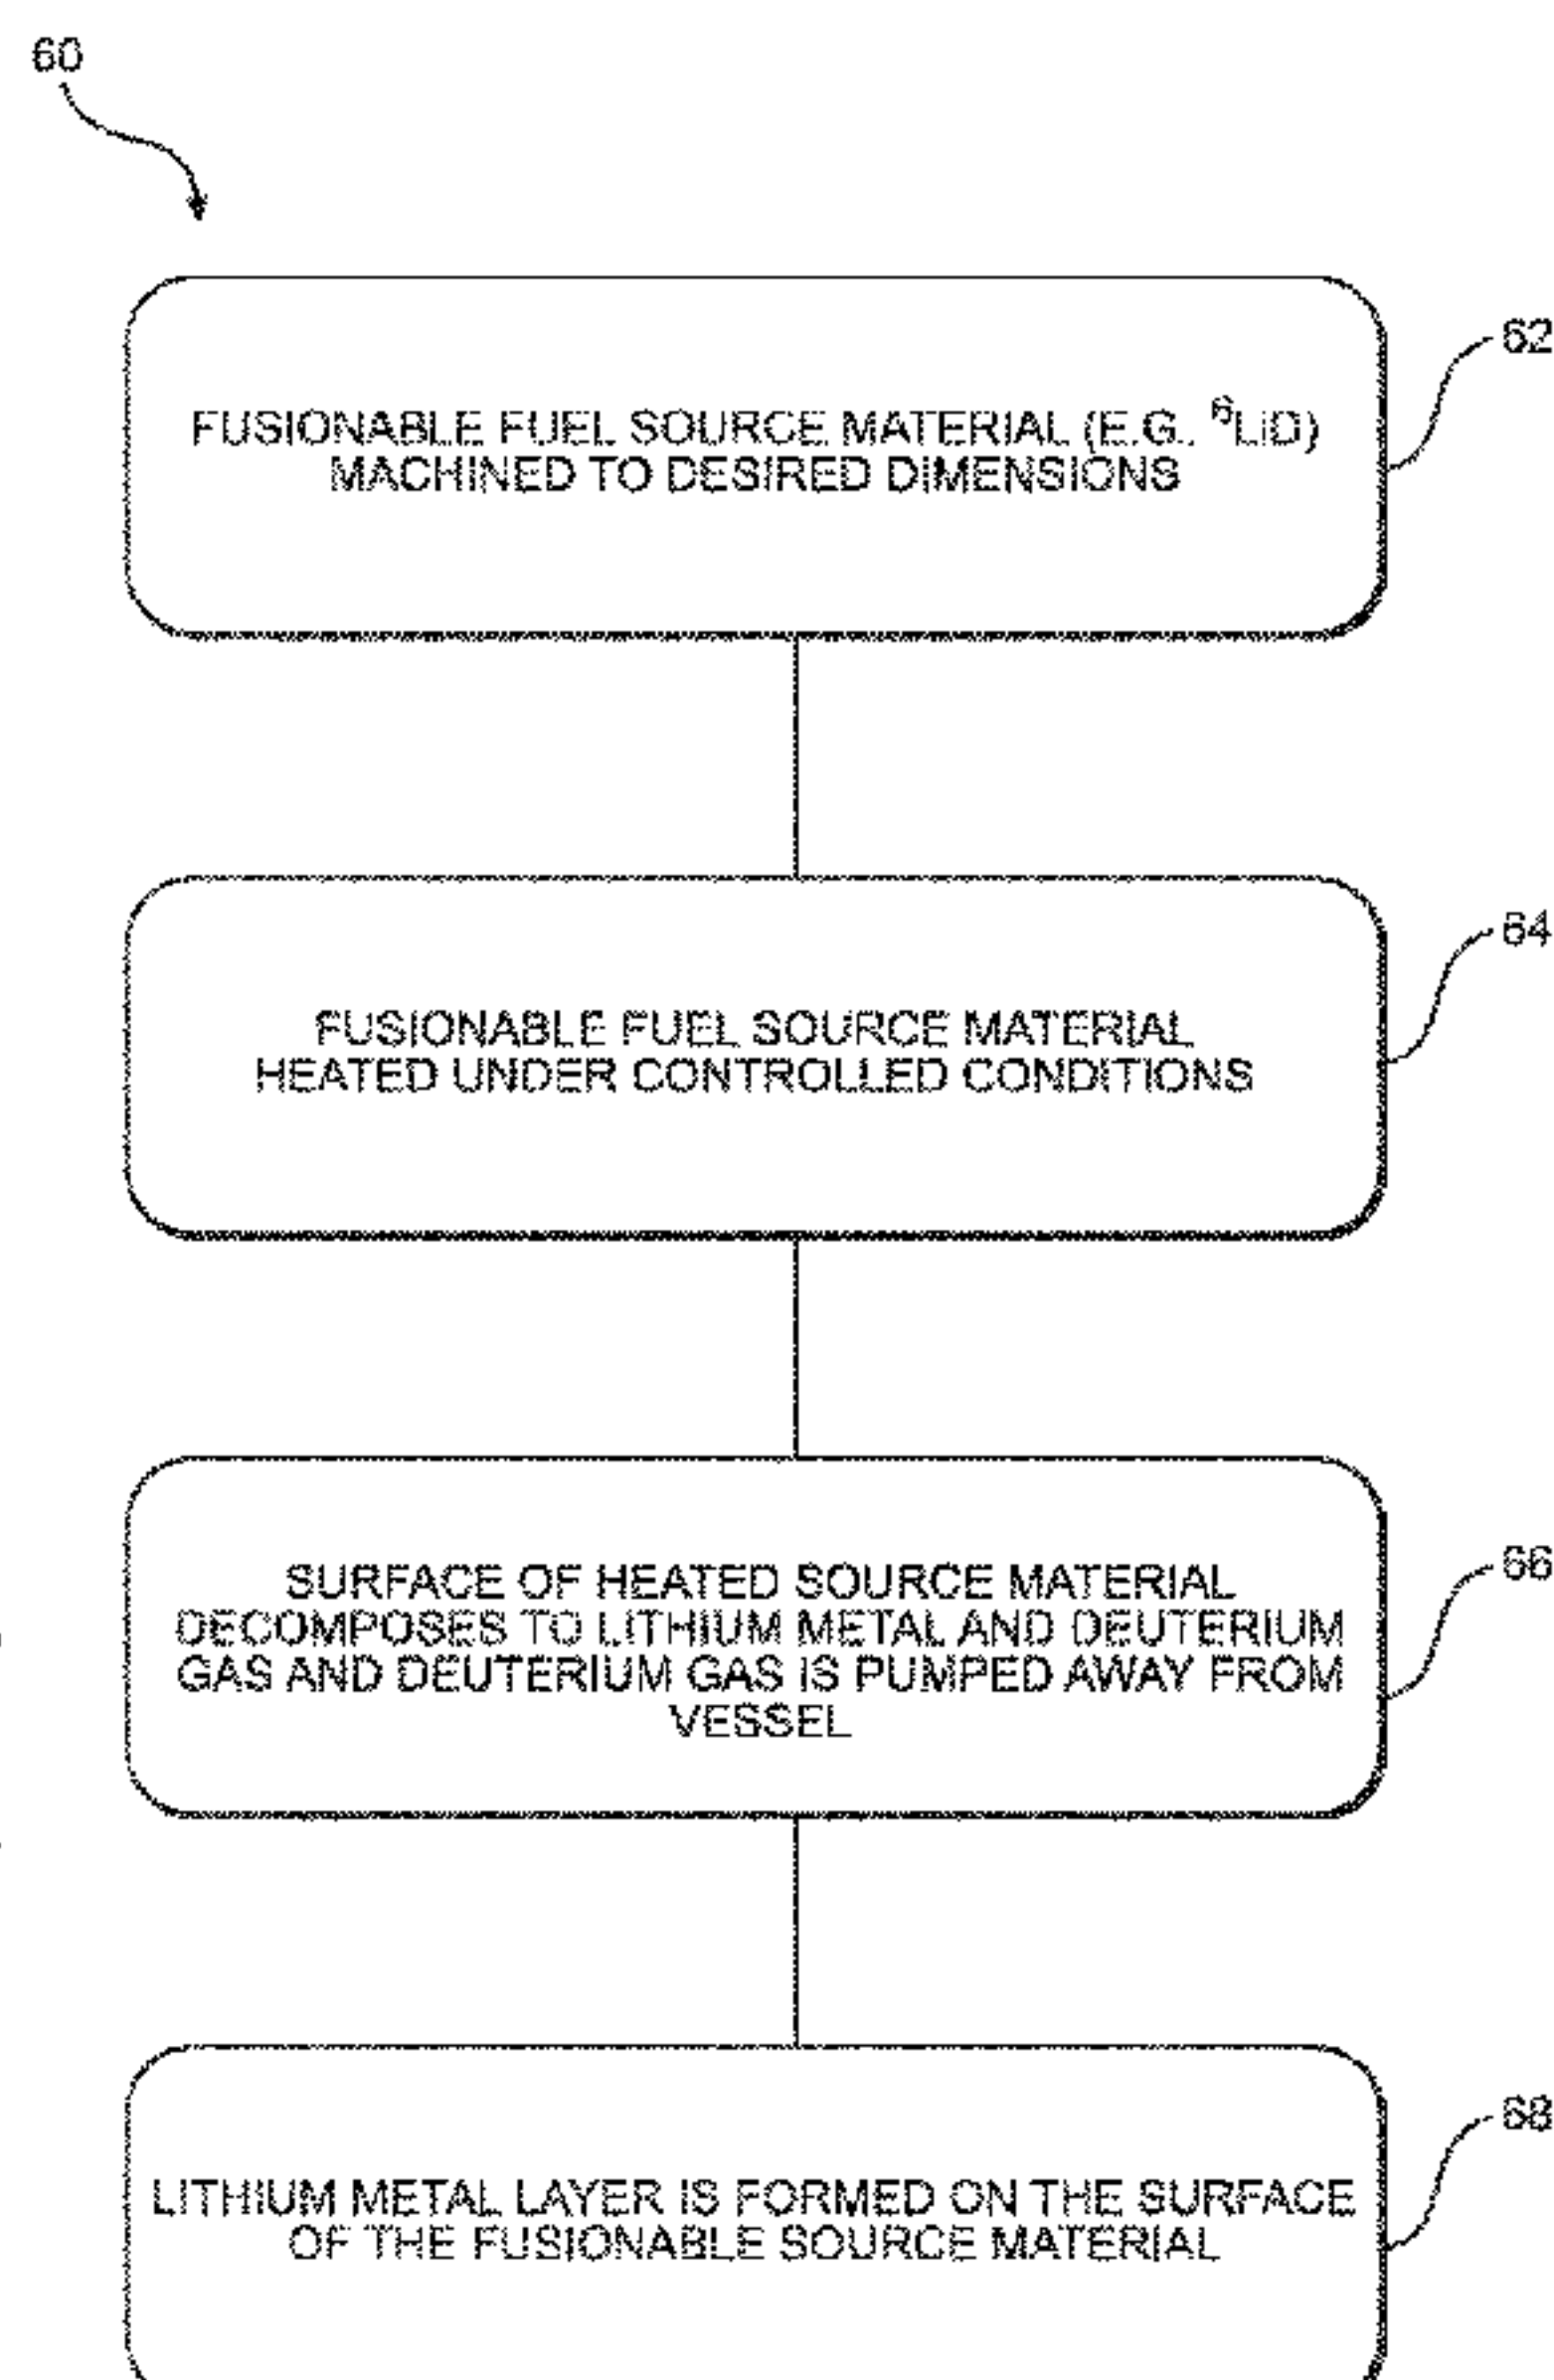 60
62
FUSIONABLE FUEL SOURCE MATERIAL (E.G., ⁶LiD)
MACHINED TO DESIRED DIMENSIONS
64
FUSIONABLE FUEL SOURCE MATERIAL
HEATED UNDER CONTROLLED CONDITIONS
66
SURFACE OF HEATED SOURCE MATERIAL
DECOMPOSES TO LITHIUM METAL AND DEUTERIUM
GAS AND DEUTERIUM GAS IS PUMPED AWAY FROM
VESSEL
68
LITHIUM METAL LAYER IS FORMED ON THE SURFACE
OF THE FUSIONABLE SOURCE MATERIAL